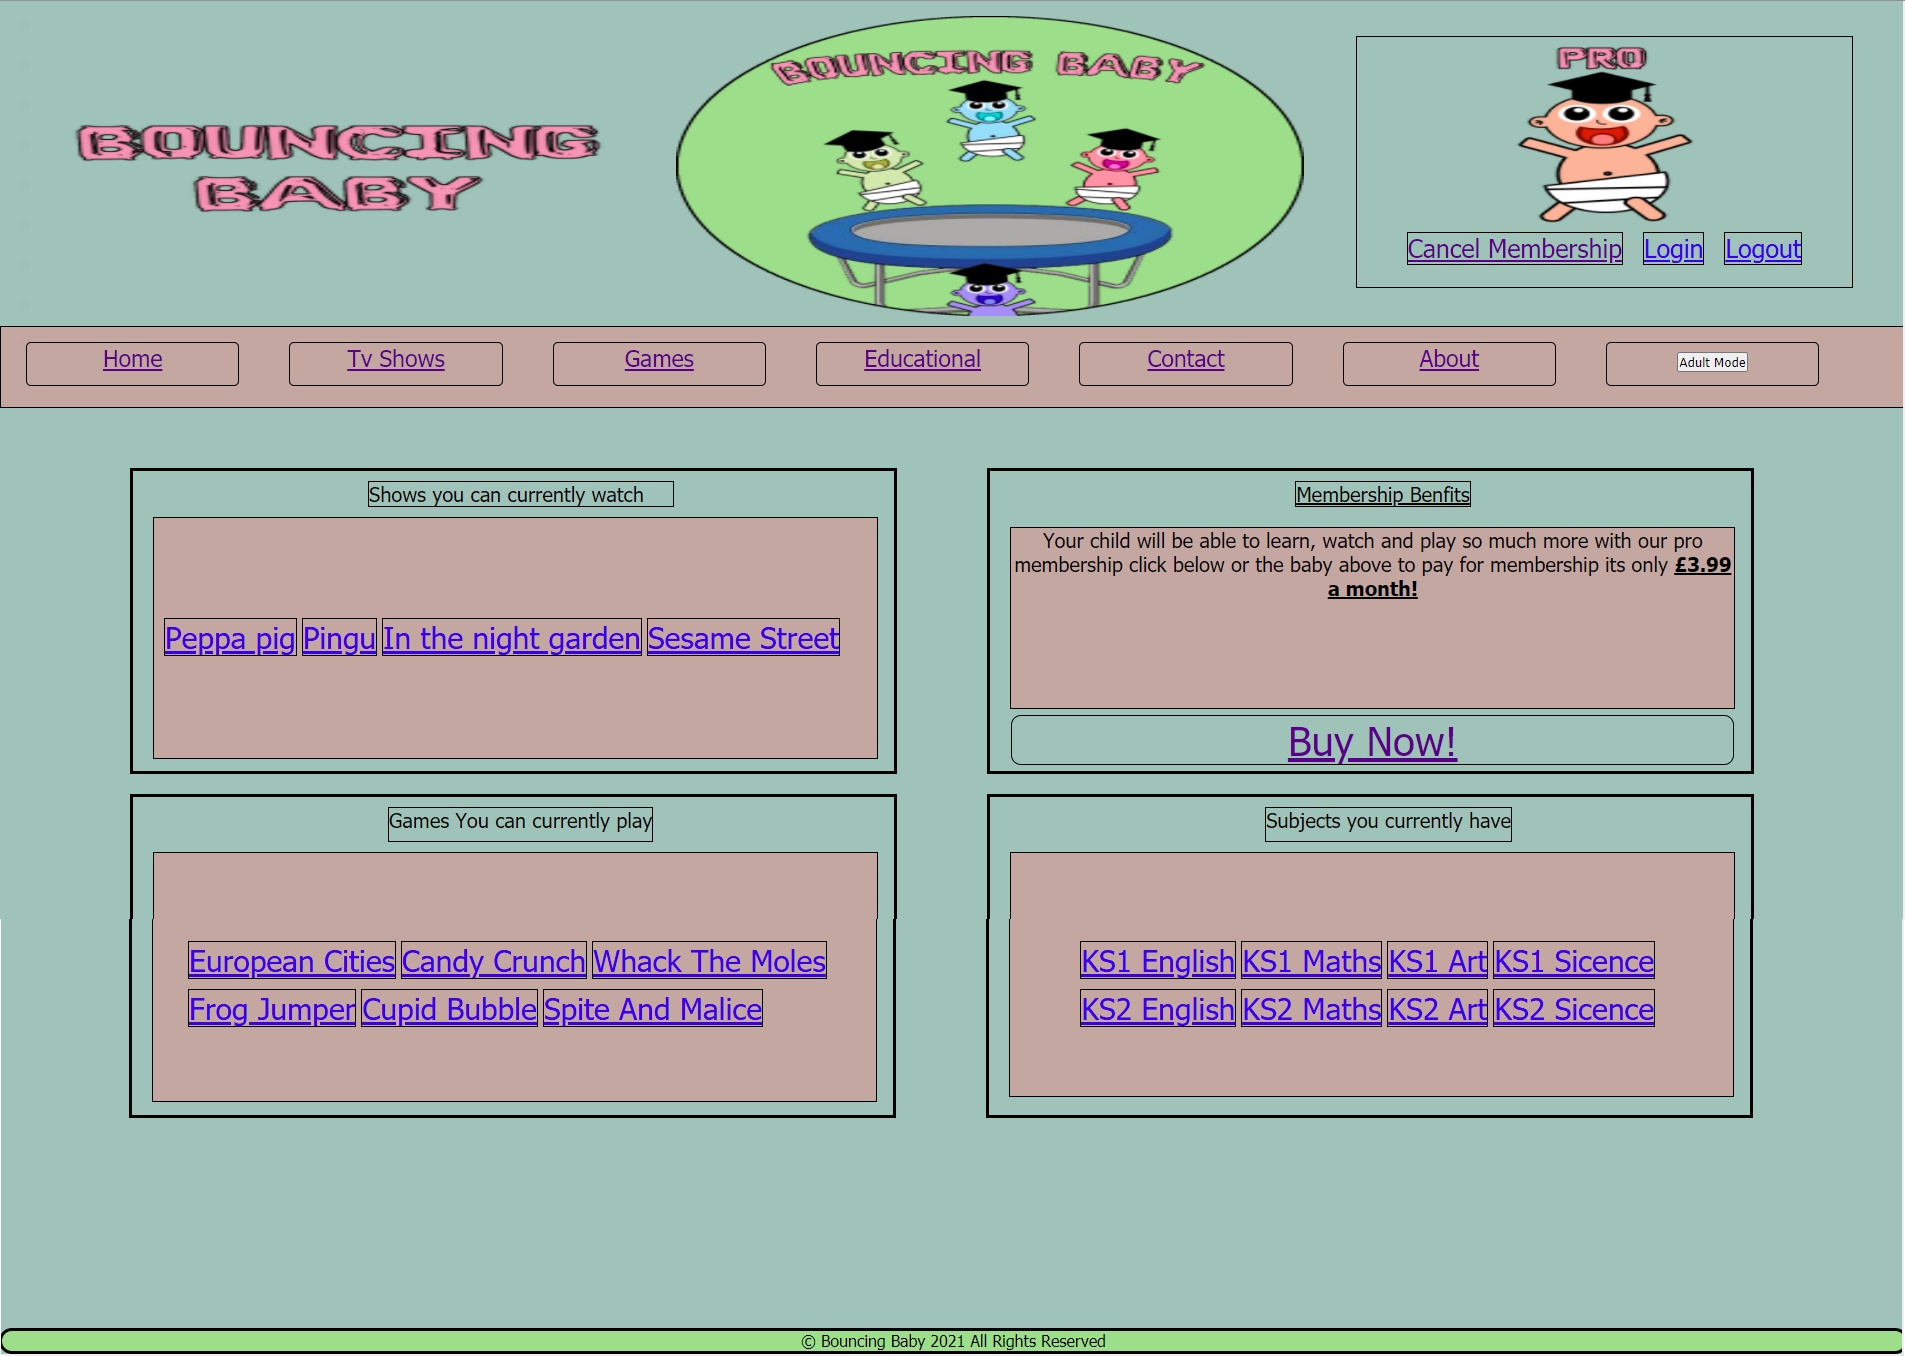 BOUNCING
BABY
BOUNCING BABY
PRO
Cancel Membership Login Logout
Home Tv Shows Games Educational Contact About Adult Mode
Shows you can currently watch
Peppa pig Pingu In the night garden Sesame Street
Membership Benfits
Your child will be able to learn, watch and play so much more with our pro
membership click below or the baby above to pay for membership its only £3.99
a month!
Buy Now!
Games You can currently play
European Cities Candy Crunch Whack The Moles
Frog Jumper Cupid Bubble Spite And Malice
Subjects you currently have
KS1 English KS1 Maths KS1 Art KS1 Sicence
KS2 English KS2 Maths KS2 Art KS2 Sicence
© Bouncing Baby 2021 All Rights Reserved